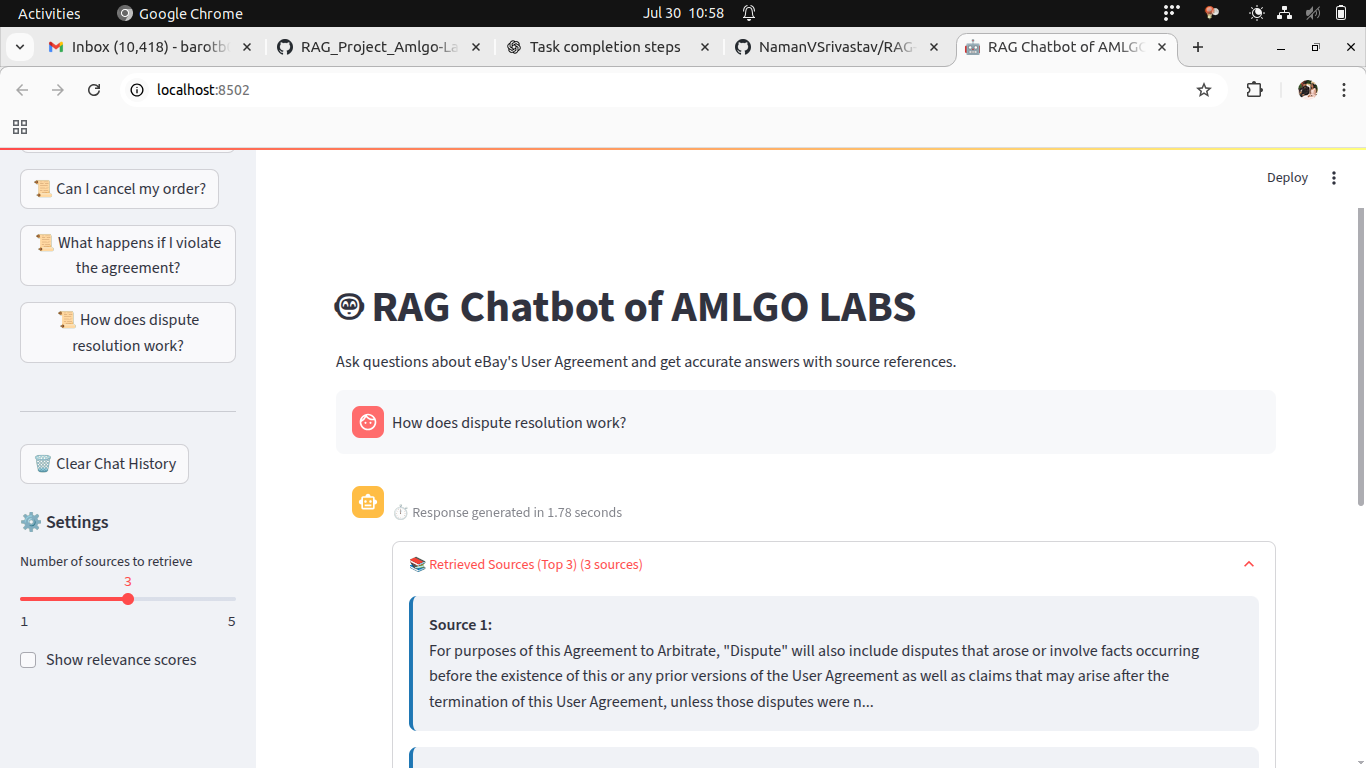 Activities
Google Chrome
Jul 30 10:58
Inbox (10,418) - barotb
RAG_Project_Amlgo-La
Task completion steps
NamanVSrivastav/RAG-
RAG Chatbot of AMLGO
localhost:8502
Can I cancel my order?
What happens if I violate
the agreement?
How does dispute
resolution work?
Clear Chat History
Settings
Number of sources to retrieve
3
1
5
Show relevance scores
Deploy
RAG Chatbot of AMLGO LABS
Ask questions about eBay's User Agreement and get accurate answers with source references.
How does dispute resolution work?
Response generated in 1.78 seconds
Retrieved Sources (Top 3) (3 sources)
Source 1:
For purposes of this Agreement to Arbitrate, "Dispute" will also include disputes that arose or involve facts occurring
before the existence of this or any prior versions of the User Agreement as well as claims that may arise after the
termination of this User Agreement, unless those disputes were n...